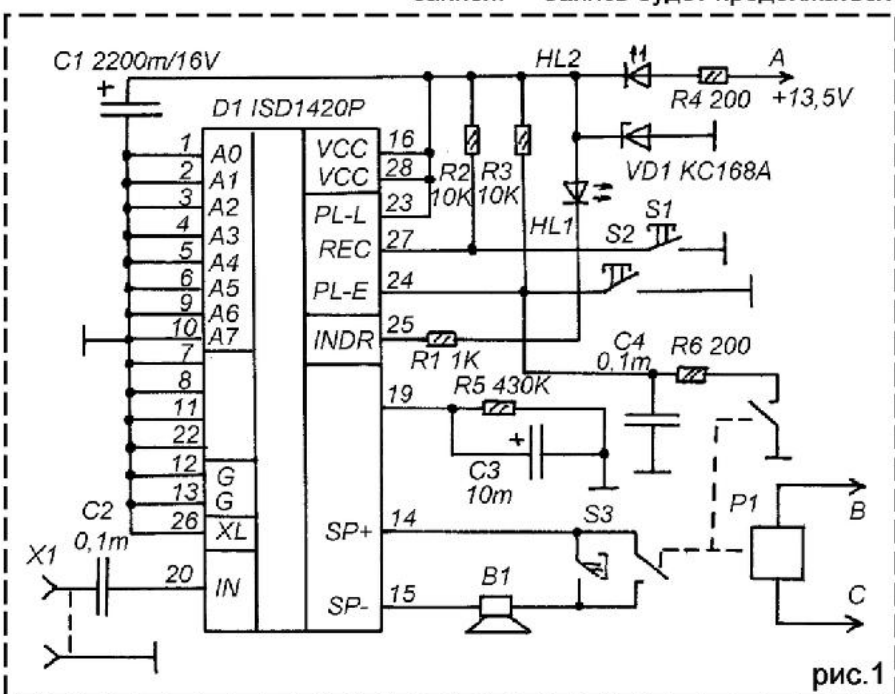 C1 2200m/16V
+
D1 ISD1420P
HL2
A
R4 200
+13,5V
1 A0
2 A1
3 A2
4 A3
5 A4
6 A5
9 A6
10 A7
7
8
11
22
12 G
13 G
26 XL
20 IN
VCC 16
VCC 28
PL-L 23
REC 27
PL-E 24
INDR 25
19
SP+ 14
SP- 15
R2 10K
R3 10K
VD1 KC168A
HL1
S1
S2
R1 1K
C4 0,1m
R6 200
R5 430K
+
C3 10m
C2 0,1m
X1
S3
B1
P1
B
C
рис.1